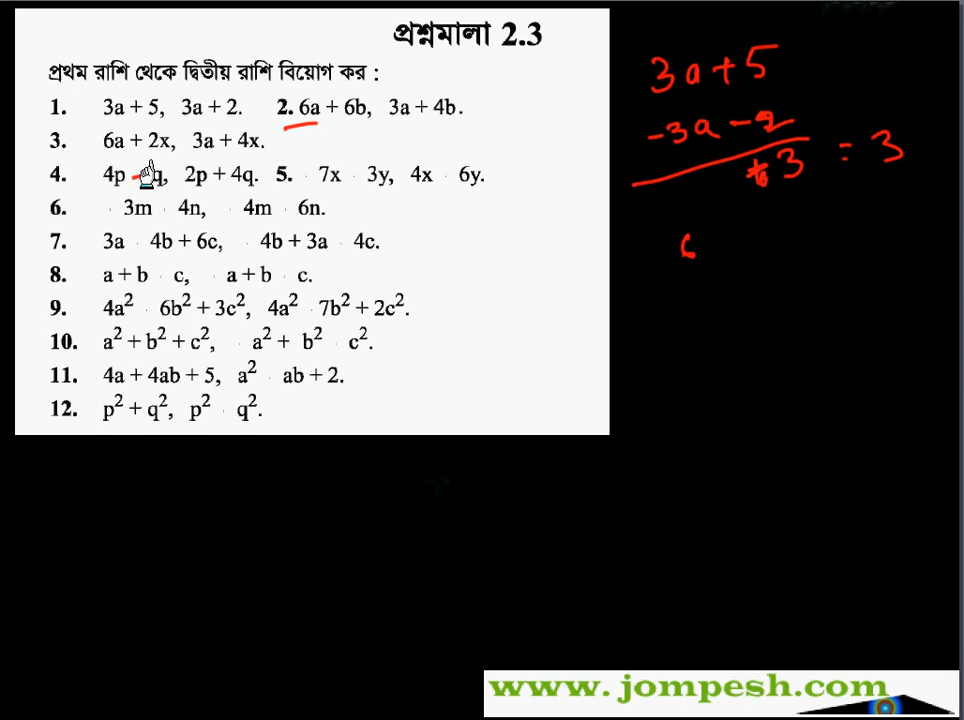 প্রশ্নমালা 2.3
প্রথম রাশি থেকে দ্বিতীয় রাশি বিয়োগ কর :
1. 3a + 5, 3a + 2. 2. 6a + 6b, 3a + 4b.
3. 6a + 2x, 3a + 4x.
4. 4p - q, 2p + 4q. 5. 7x 3y, 4x 6y.
6. 3m 4n, 4m 6n.
7. 3a 4b + 6c, 4b + 3a 4c.
8. a + b c, a + b c.
9. 4a² 6b² + 3c², 4a² 7b² + 2c².
10. a² + b² + c², a² + b² c².
11. 4a + 4ab + 5, a² ab + 2.
12. p² + q², p² q².
3a + 5
-3a - 2
+3 = 3
www.jompesh.com